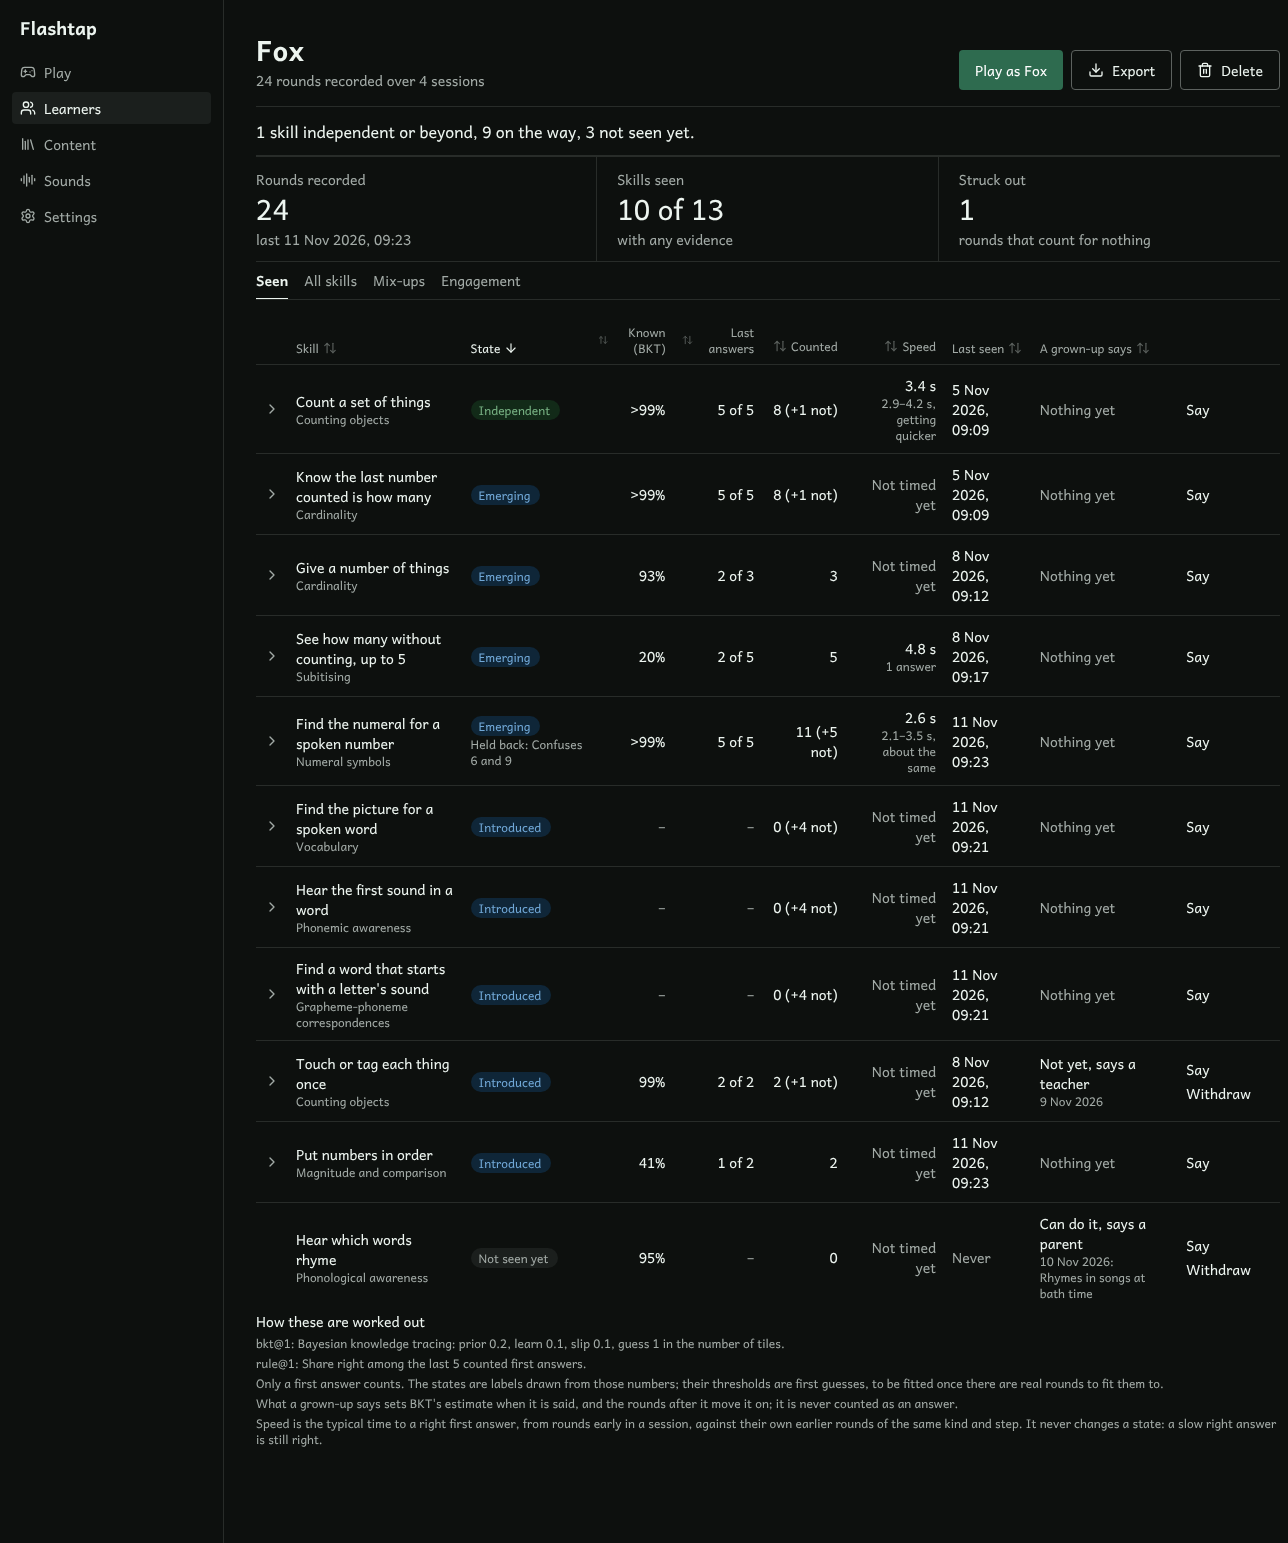 Flashtap
Play
Learners
Content
Sounds
Settings
Fox
24 rounds recorded over 4 sessions
Play as Fox
Export
Delete
1 skill independent or beyond, 9 on the way, 3 not seen yet.
Rounds recorded
24
last 11 Nov 2026, 09:23
Skills seen
10 of 13
with any evidence
Struck out
1
rounds that count for nothing
Seen
All skills
Mix-ups
Engagement
Skill
State
Known
(BKT)
Last
answers
Counted
Speed
Last seen
A grown-up says
Count a set of things
Counting objects
Independent
>99%
5 of 5
8 (+1 not)
3.4 s
2.9–4.2 s,
getting
quicker
5 Nov
2026,
09:09
Nothing yet
Say
Know the last number
counted is how many
Cardinality
Emerging
>99%
5 of 5
8 (+1 not)
Not timed
yet
5 Nov
2026,
09:09
Nothing yet
Say
Give a number of things
Cardinality
Emerging
93%
2 of 3
3
Not timed
yet
8 Nov
2026,
09:12
Nothing yet
Say
See how many without
counting, up to 5
Subitising
Emerging
20%
2 of 5
5
4.8 s
1 answer
8 Nov
2026,
09:17
Nothing yet
Say
Find the numeral for a
spoken number
Numeral symbols
Emerging
Held back: Confuses
6 and 9
>99%
5 of 5
11 (+5
not)
2.6 s
2.1–3.5 s,
about the
same
11 Nov
2026,
09:23
Nothing yet
Say
Find the picture for a
spoken word
Vocabulary
Introduced
–
–
0 (+4 not)
Not timed
yet
11 Nov
2026,
09:21
Nothing yet
Say
Hear the first sound in a
word
Phonemic awareness
Introduced
–
–
0 (+4 not)
Not timed
yet
11 Nov
2026,
09:21
Nothing yet
Say
Find a word that starts
with a letter's sound
Grapheme-phoneme
correspondences
Introduced
–
–
0 (+4 not)
Not timed
yet
11 Nov
2026,
09:21
Nothing yet
Say
Touch or tag each thing
once
Counting objects
Introduced
99%
2 of 2
2 (+1 not)
Not timed
yet
8 Nov
2026,
09:12
Not yet, says a
teacher
9 Nov 2026
Say
Withdraw
Put numbers in order
Magnitude and comparison
Introduced
41%
1 of 2
2
Not timed
yet
11 Nov
2026,
09:23
Nothing yet
Say
Hear which words
rhyme
Phonological awareness
Not seen yet
95%
–
0
Not timed
yet
Never
Can do it, says a
parent
10 Nov 2026:
Rhymes in songs at
bath time
Say
Withdraw
How these are worked out
bkt@1: Bayesian knowledge tracing: prior 0.2, learn 0.1, slip 0.1, guess 1 in the number of tiles.
rule@1: Share right among the last 5 counted first answers.
Only a first answer counts. The states are labels drawn from those numbers; their thresholds are first guesses, to be fitted once there are real rounds to fit them to.
What a grown-up says sets BKT's estimate when it is said, and the rounds after it move it on; it is never counted as an answer.
Speed is the typical time to a right first answer, from rounds early in a session, against their own earlier rounds of the same kind and step. It never changes a state: a slow right answer
is still right.